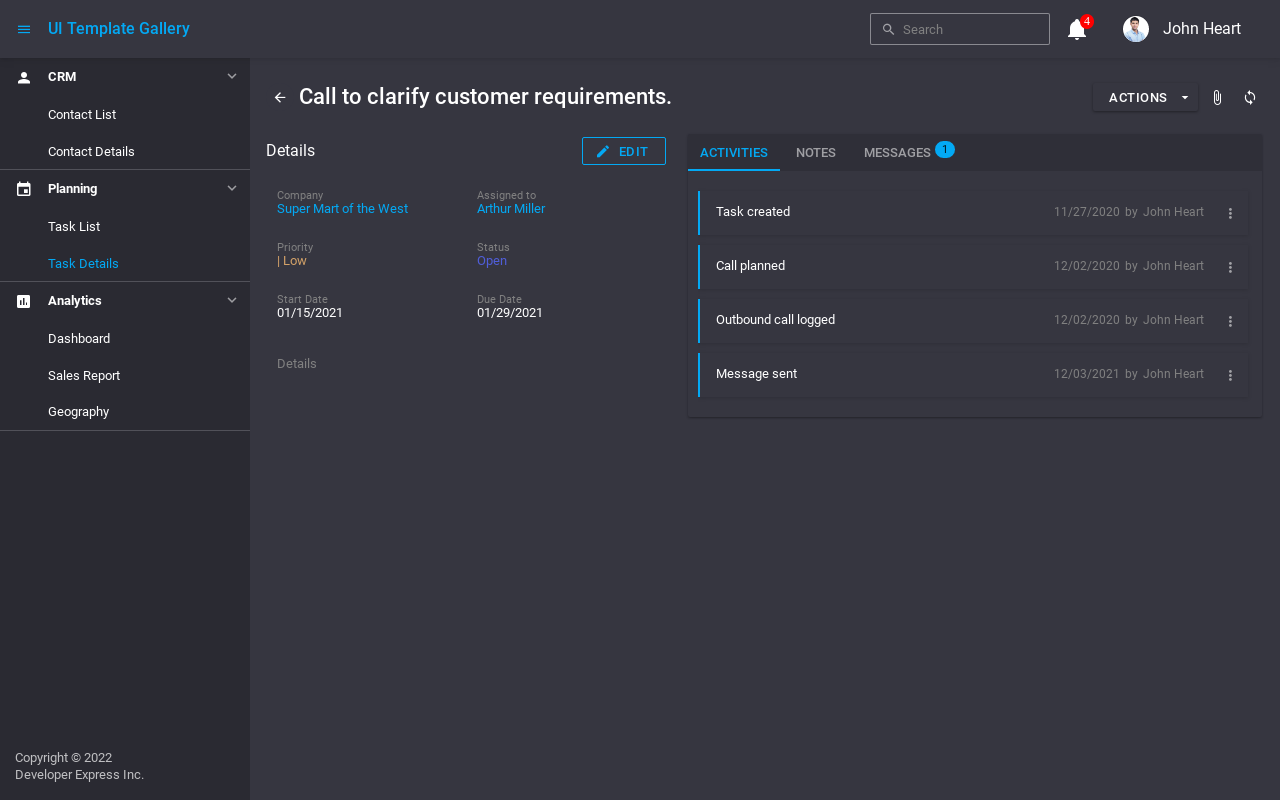 UI Template Gallery
Search
4
John Heart
CRM
Contact List
Contact Details
Planning
Task List
Task Details
Analytics
Dashboard
Sales Report
Geography
Copyright © 2022
Developer Express Inc.
Call to clarify customer requirements.
ACTIONS
Details
EDIT
Company
Super Mart of the West
Assigned to
Arthur Miller
Priority
| Low
Status
Open
Start Date
01/15/2021
Due Date
01/29/2021
Details
ACTIVITIES NOTES MESSAGES 1
Task created 11/27/2020 by John Heart
Call planned 12/02/2020 by John Heart
Outbound call logged 12/02/2020 by John Heart
Message sent 12/03/2021 by John Heart